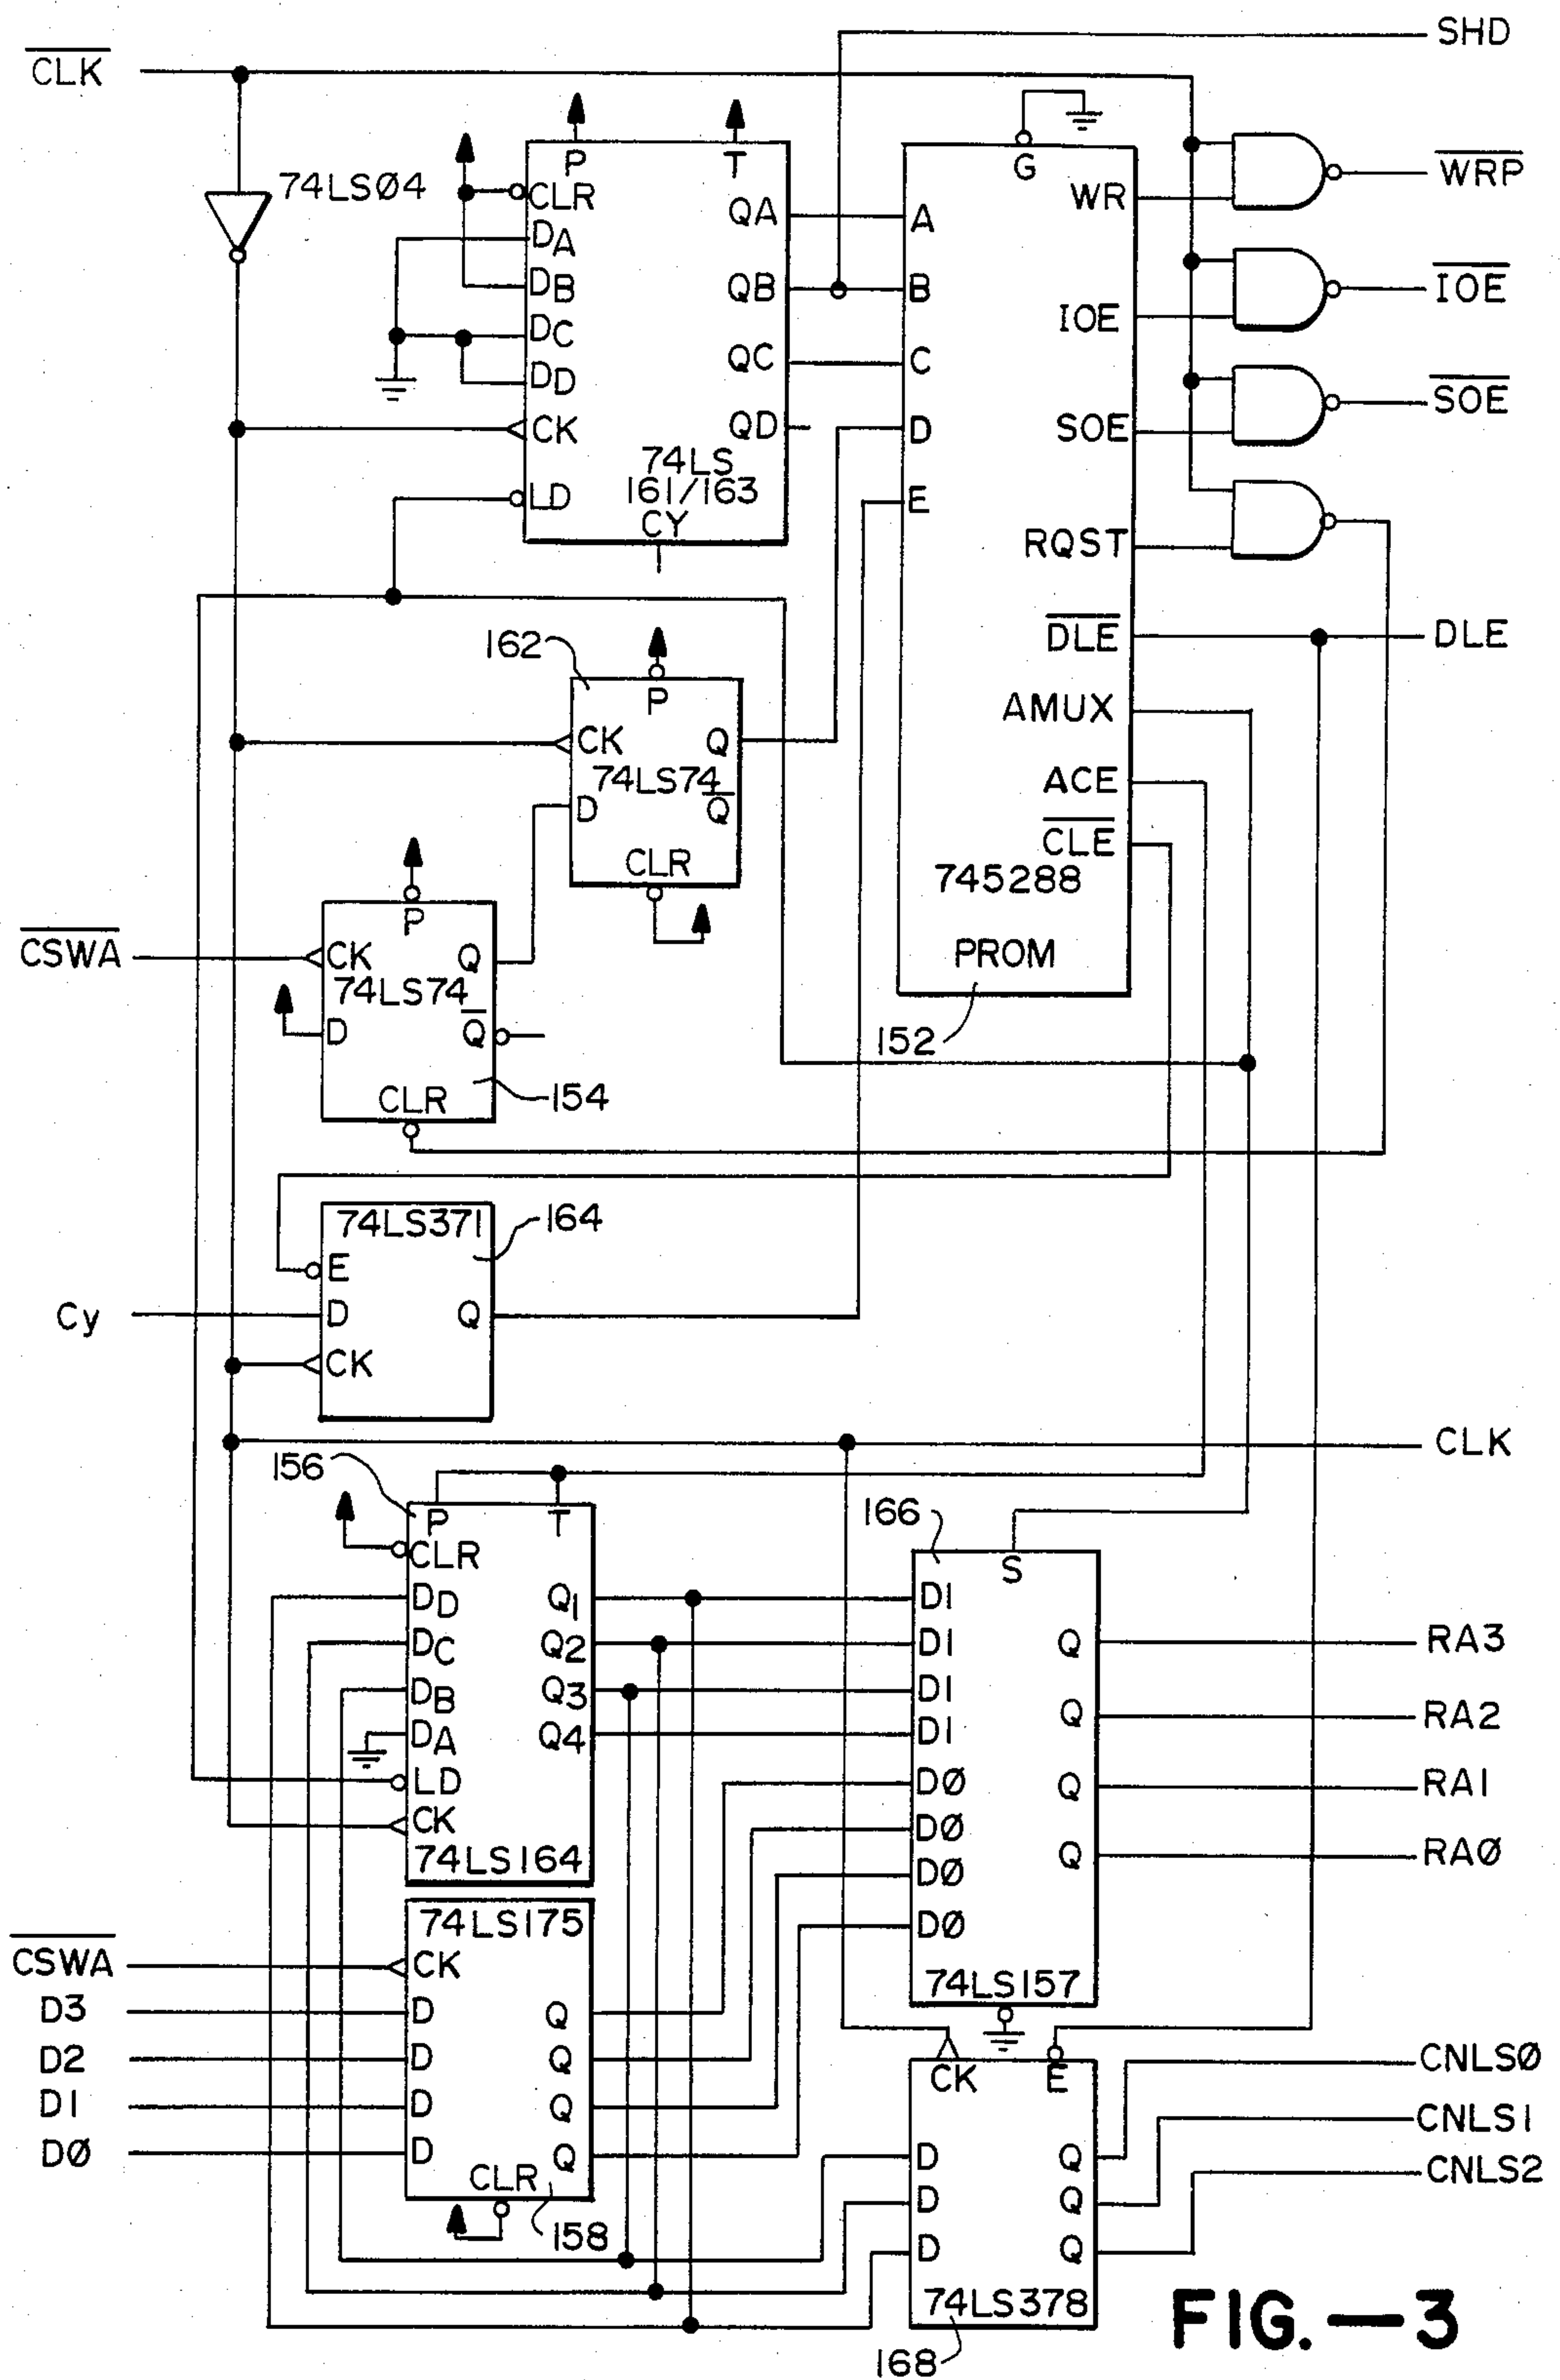 SHD
CLK
74LSØ4
P
T
G
CLR
QA
A
WR
WRP
DA
DB
QB
B
IOE
IOE
DC
QC
C
DD
CK
QD
D
SOE
SOE
74LS
161/163
LD
CY
E
RQST
162
DLE
DLE
P
AMUX
CK
Q
74LS74
D
Q
ACE
CLR
CLE
745288
P
CSWA
CK
Q
PROM
74LS74
D
Q
152
CLR
154
74LS371
164
E
Cy
D
Q
CK
CLK
156
166
P
T
CLR
S
DD
Q1
D1
DC
Q2
D1
Q
RA3
DB
Q3
D1
DA
Q4
D1
Q
RA2
LD
DØ
Q
RA1
CK
DØ
74LS164
DØ
Q
RAØ
74LS175
DØ
CSWA
CK
74LS157
D3
D
Q
D2
D
Q
CK
E
CNLSØ
D1
D
Q
CNLS1
DØ
D
Q
D
Q
CNLS2
CLR
D
Q
158
D
Q
74LS378
168
FIG.—3